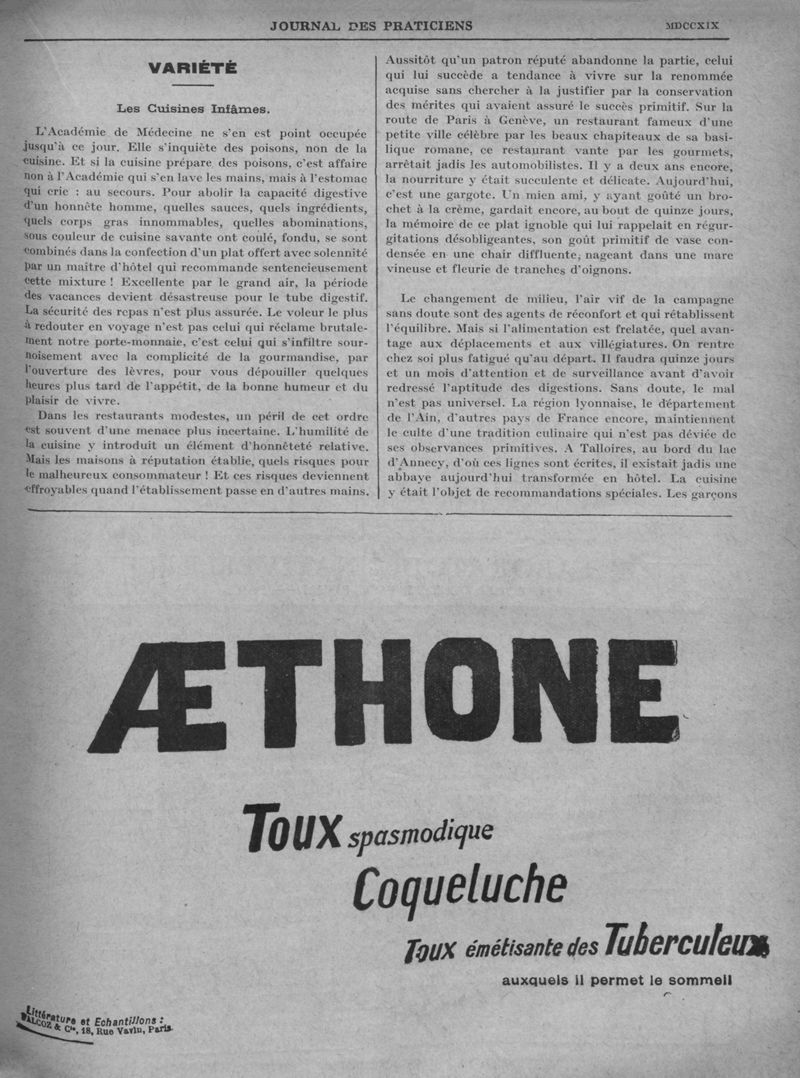 JOURNAL DES PRATICIENS
MDCCXIX
VARIÉTÉ
Les Cuisines Infâmes.
L'Académie de Médecine ne s'en est point occupée
jusqu'à ce jour. Elle s'inquiète des poisons, non de la
cuisine. Et si la cuisine prépare des poisons, c'est affaire
non à l'Académie qui s'en lave les mains, mais à l'estomac
qui crie : au secours. Pour abolir la capacité digestive
d'un honnête homme, quelles sauces, quels ingrédients,
quels corps gras innommables, quelles abominations,
sous couleur de cuisine savante ont coulé, fondu, se sont
combinés dans la confection d'un plat offert avec solennité
par un maître d'hôtel qui recommande sentencieusement
cette mixture ! Excellente par le grand air, la période
des vacances devient désastreuse pour le tube digestif.
La sécurité des repas n'est plus assurée. Le voleur le plus
à redouter en voyage n'est pas celui qui réclame brutale-
ment notre porte-monnaie, c'est celui qui s'infiltre sour-
noisement avec la complicité de la gourmandise, par
l'ouverture des lèvres, pour vous dépouiller quelques
heures plus tard de l'appétit, de la bonne humeur et du
plaisir de vivre.
Dans les restaurants modestes, un péril de cet ordre
est souvent d'une menace plus incertaine. L'humilité de
la cuisine y introduit un élément d'honnêteté relative.
Mais les maisons à réputation établie, quels risques pour
le malheureux consommateur ! Et ces risques deviennent
effroyables quand l'établissement passe en d'autres mains.
Aussitôt qu'un patron réputé abandonne la partie, celui
qui lui succède a tendance à vivre sur la renommée
acquise sans chercher à la justifier par la conservation
des mérites qui avaient assuré le succès primitif. Sur la
route de Paris à Genève, un restaurant fameux d'une
petite ville célèbre par les beaux chapiteaux de sa basi-
lique romane, ce restaurant vante par les gourmets,
arrêtait jadis les automobilistes. Il y a deux ans encore,
la nourriture y était succulente et délicate. Aujourd'hui,
c'est une gargote. Un mien ami, y ayant goûté un bro-
chet à la crème, gardait encore, au bout de quinze jours,
la mémoire de ce plat ignoble qui lui rappelait en régur-
gitations désobligeantes, son goût primitif de vase con-
densée en une chair diffluente, nageant dans une mare
vineuse et fleurie de tranches d'oignons.
Le changement de milieu, l'air vif de la campagne
sans doute sont des agents de réconfort et qui rétablissent
l'équilibre. Mais si l'alimentation est frelatée, quel avan-
tage aux déplacements et aux villégiatures. On rentre
chez soi plus fatigué qu'au départ. Il faudra quinze jours
et un mois d'attention et de surveillance avant d'avoir
redressé l'aptitude des digestions. Sans doute, le mal
n'est pas universel. La région lyonnaise, le département
de l'Ain, d'autres pays de France encore, maintiennent
le culte d'une tradition culinaire qui n'est pas déviée de
ses observances primitives. A Talloires, au bord du lac
d'Annecy, d'où ces lignes sont écrites, il existait jadis une
abbaye aujourd'hui transformée en hôtel. La cuisine
y était l'objet de recommandations spéciales. Les garçons
ÆTHONE
Toux spasmodique
Coqueluche
Toux émétisante des Tuberculeux
auxquels il permet le sommeil
Littérature et Echantillons :
FALCOZ & Cie, 18, Rue Vavin, Paris